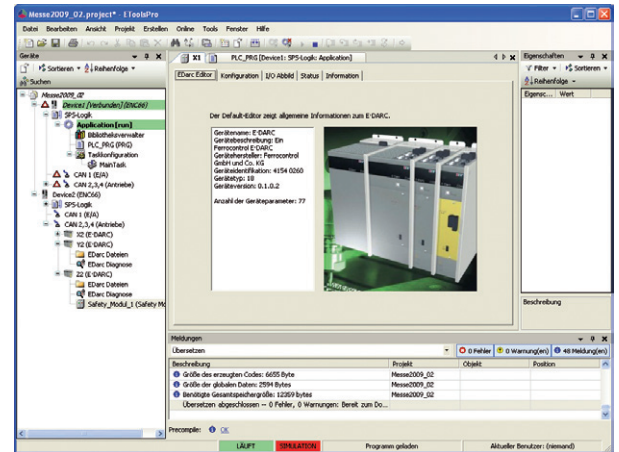 Messe2009_02.project* - EToolsPro
Datei Bearbeiten Ansicht Projekt Erstellen Online Tools Fenster Hilfe
Geräte
Sortieren Reihenfolge
Suchen
Messe2009_02
Device1 [Verbunden] (ENC66)
SPS-Logik
Application [run]
Bibliotheksverwalter
PLC_PRG (PRG)
Taskkonfiguration
MainTask
CAN 1 (E/A)
CAN 2,3,4 (Antriebe)
Device2 (ENC66)
SPS-Logik
CAN 1 (E/A)
CAN 2,3,4 (Antriebe)
X2 (E·DARC)
Y2 (E·DARC)
EDarc Dateien
EDarc Diagnose
Z2 (E·DARC)
EDarc Dateien
EDarc Diagnose
Safety_Modul_1 (Safety Mo
X1 PLC_PRG [Device1: SPS-Logik: Application]
EDarc Editor Konfiguration I/O Abbild Status Information
Der Default-Editor zeigt allgemeine Informationen zum E·DARC.
Gerätename: E·DARC
Gerätebeschreibung: Ein
Ferrocontrol E·DARC
Gerätehersteller: Ferrocontrol
GmbH und Co. KG
Geräteidentifikation: 4154 0260
Gerätetyp: 18
Geräteversion: 0.1.0.2
Anzahl der Geräteparameter: 77
Eigenschaften
Filter Sortieren
Reihenfolge
Eigensc... Wert
Beschreibung
Meldungen
Übersetzen 0 Fehler 0 Warnung(en) 48 Meldung(en)
Beschreibung Projekt Objekt Position
Größe des erzeugten Codes: 6655 Byte Messe2009_02
Größe der globalen Daten: 2594 Bytes Messe2009_02
Benötigte Gesamtspeichergröße: 12359 bytes Messe2009_02
Übersetzen abgeschlossen -- 0 Fehler, 0 Warnungen: Bereit zum Do...
Precompile: OK
LÄUFT SIMULATION Programm geladen Aktueller Benutzer: (niemand)